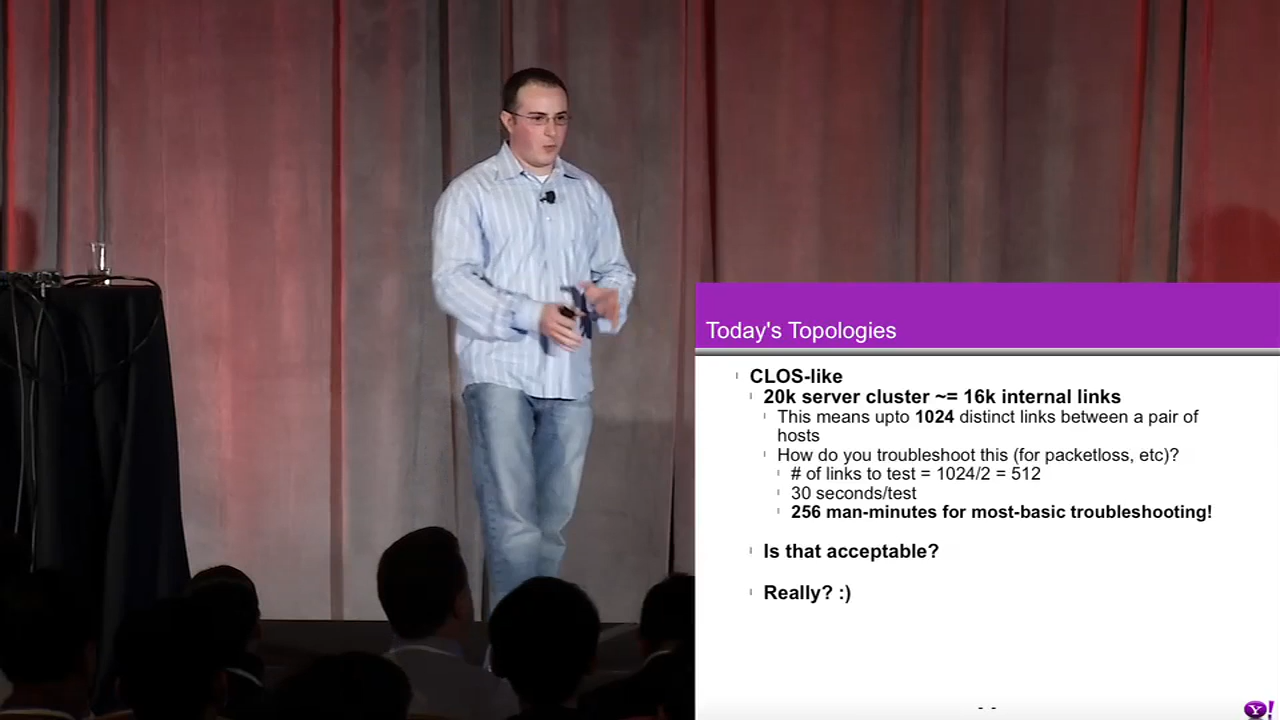 Today's Topologies
CLOS-like
20k server cluster ~= 16k internal links
This means upto 1024 distinct links between a pair of
hosts
How do you troubleshoot this (for packetloss, etc)?
# of links to test = 1024/2 = 512
30 seconds/test
256 man-minutes for most-basic troubleshooting!
Is that acceptable?
Really? :)
- -
Y!